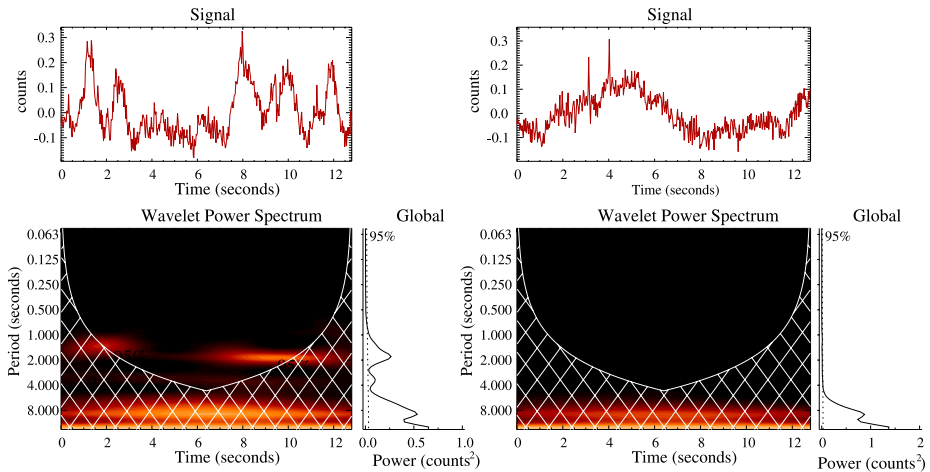 Signal
counts
0.3
0.2
0.1
0.0
-0.1
0 2 4 6 8 10 12
Time (seconds)
Signal
counts
0.3
0.2
0.1
0.0
-0.1
0 2 4 6 8 10 12
Time (seconds)
Wavelet Power Spectrum
Period (seconds)
0.063
0.125
0.250
0.500
1.000
2.000
4.000
8.000
0 2 4 6 8 10 12
Time (seconds)
Global
95%
0.0 0.5 1.0
Power (counts²)
Wavelet Power Spectrum
Period (seconds)
0.063
0.125
0.250
0.500
1.000
2.000
4.000
8.000
0 2 4 6 8 10 12
Time (seconds)
Global
95%
0 1 2
Power (counts²)